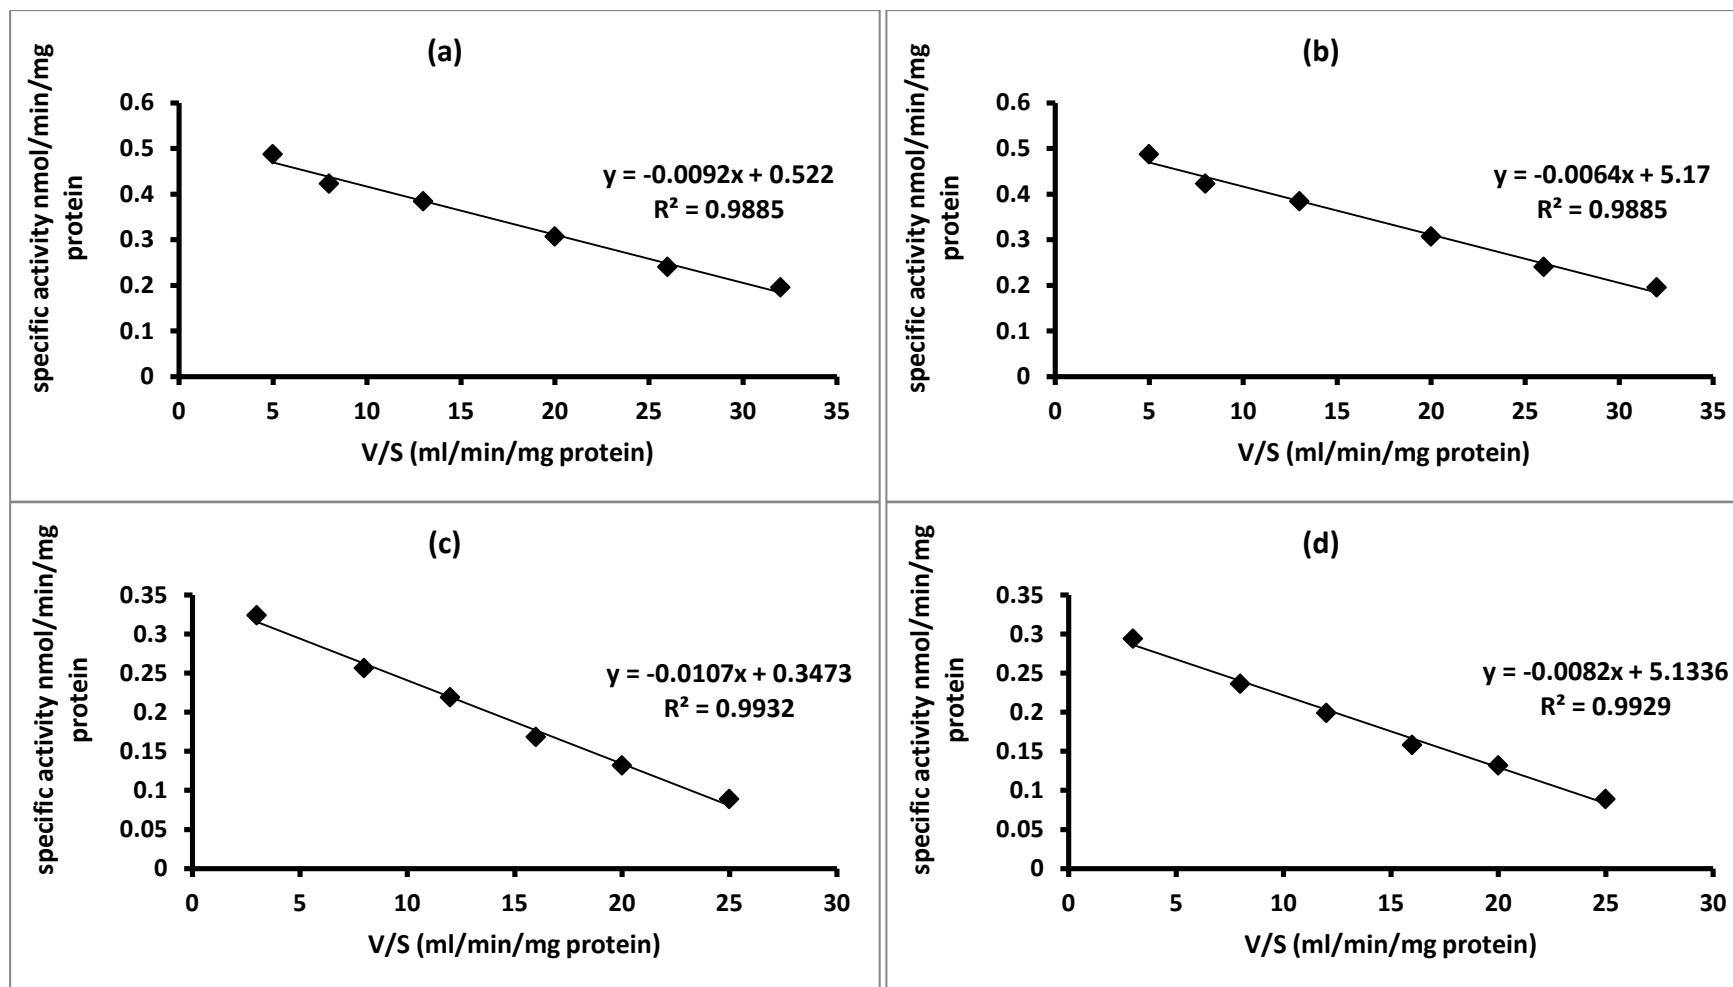 (a)
specific activity nmol/min/mg
protein
0.6
0.5
0.4
0.3
0.2
0.1
0
y = -0.0092x + 0.522
R² = 0.9885
0 5 10 15 20 25 30 35
V/S (ml/min/mg protein)
(b)
specific activity nmol/min/mg
protein
0.6
0.5
0.4
0.3
0.2
0.1
0
y = -0.0064x + 5.17
R² = 0.9885
0 5 10 15 20 25 30 35
V/S (ml/min/mg protein)
(c)
specific activity nmol/min/mg
protein
0.35
0.3
0.25
0.2
0.15
0.1
0.05
0
y = -0.0107x + 0.3473
R² = 0.9932
0 5 10 15 20 25 30
V/S (ml/min/mg protein)
(d)
specific activity nmol/min/mg
protein
0.35
0.3
0.25
0.2
0.15
0.1
0.05
0
y = -0.0082x + 5.1336
R² = 0.9929
0 5 10 15 20 25 30
V/S (ml/min/mg protein)